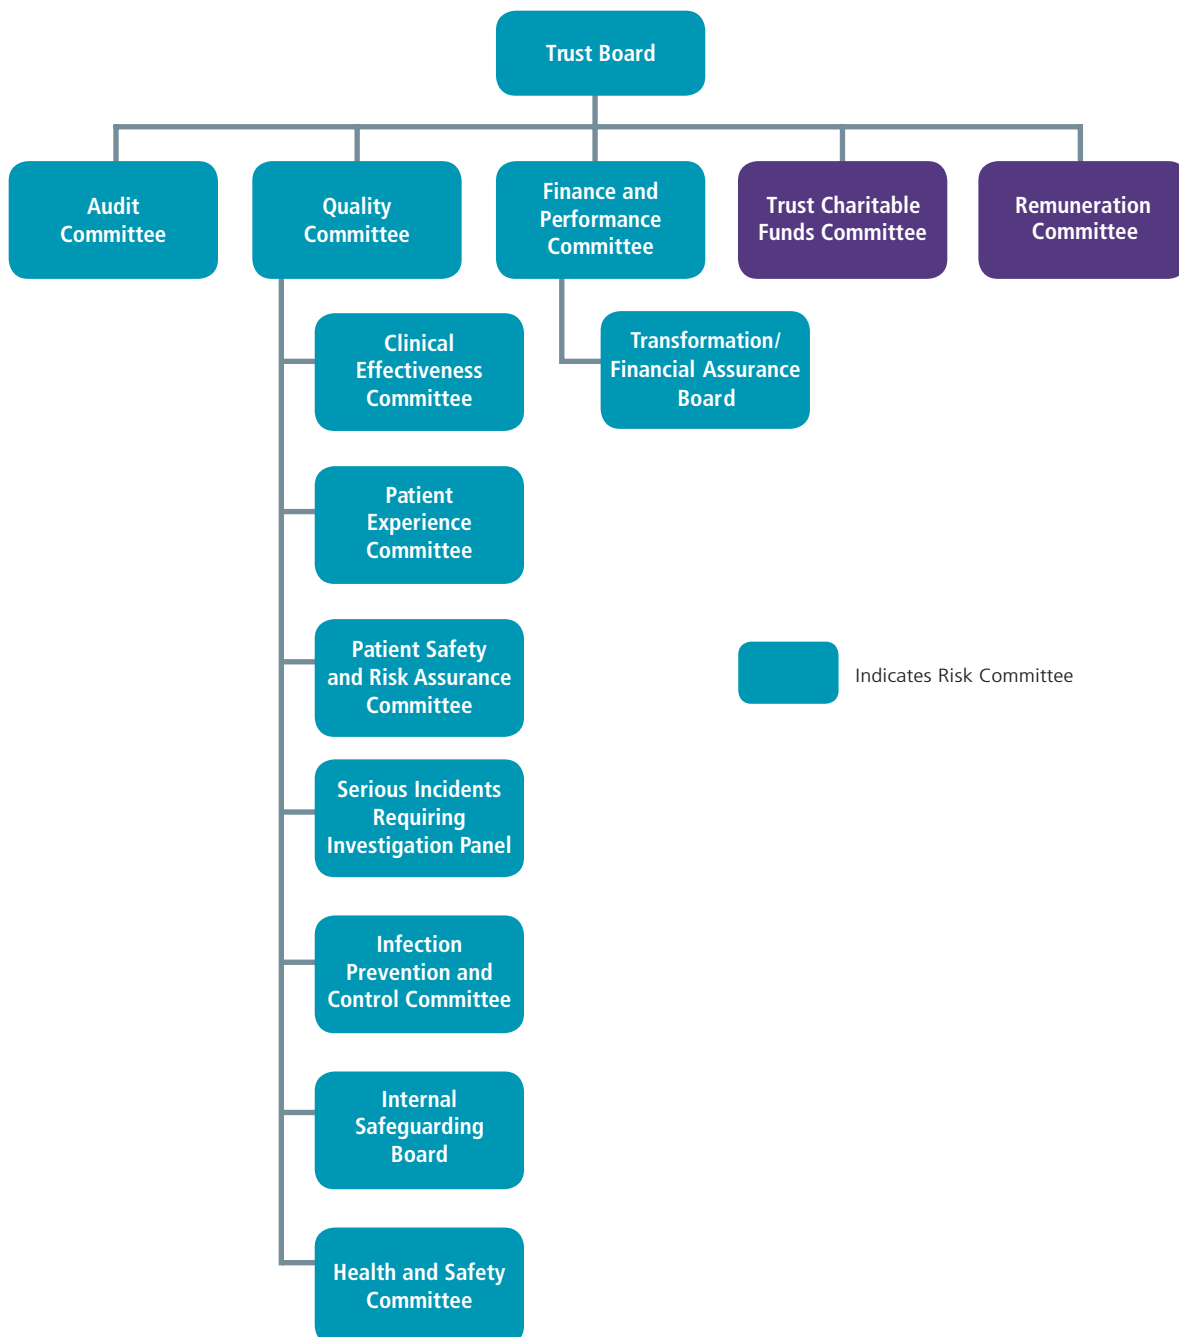 Trust Board
Audit
Committee
Quality
Committee
Finance and
Performance
Committee
Trust Charitable
Funds Committee
Remuneration
Committee
Clinical
Effectiveness
Committee
Transformation/
Financial Assurance
Board
Patient
Experience
Committee
Patient Safety
and Risk Assurance
Committee
Indicates Risk Committee
Serious Incidents
Requiring
Investigation Panel
Infection
Prevention and
Control Committee
Internal
Safeguarding
Board
Health and Safety
Committee